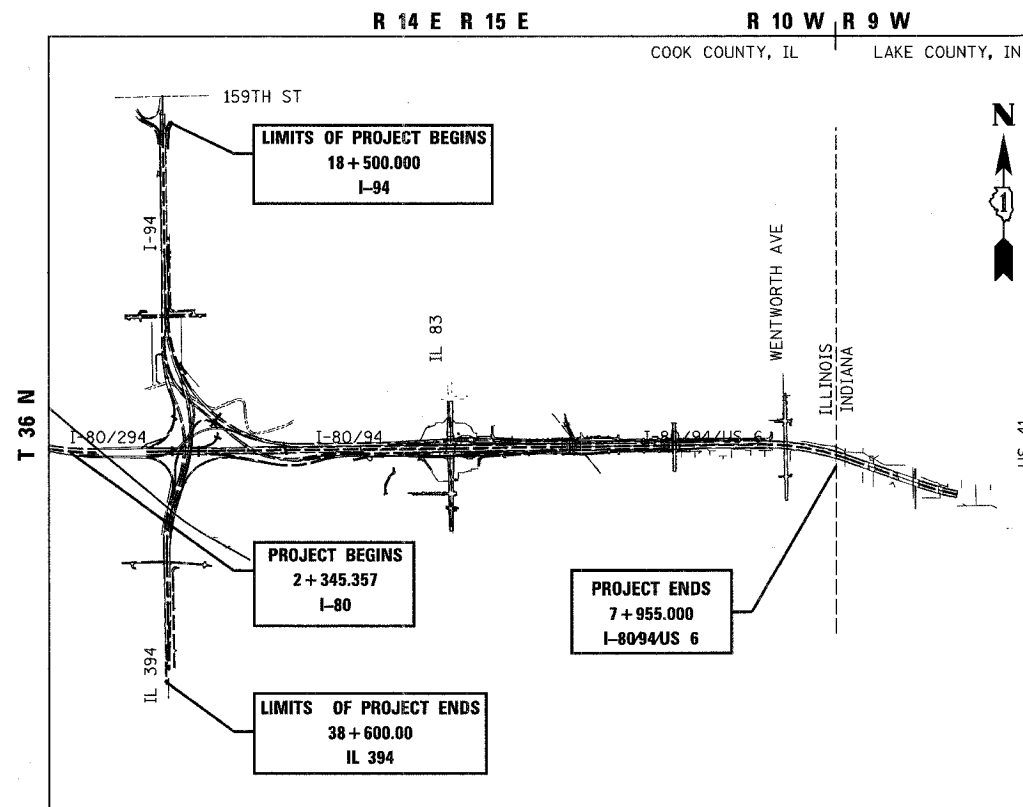 R 14 E R 15 E R 10 W R 9 W
COOK COUNTY, IL LAKE COUNTY, IN
159TH ST
LIMITS OF PROJECT BEGINS
18+500.000
I-94
N
1
I-94
IL 83
WENTWORTH AVE
ILLINOIS
INDIANA
T 36 N
I-80/294
I-80/94
I-80/94/US 6
US 41
PROJECT BEGINS
2+345.357
I-80
PROJECT ENDS
7+955.000
I-80/94/US 6
IL 394
LIMITS OF PROJECT ENDS
38+600.00
IL 394